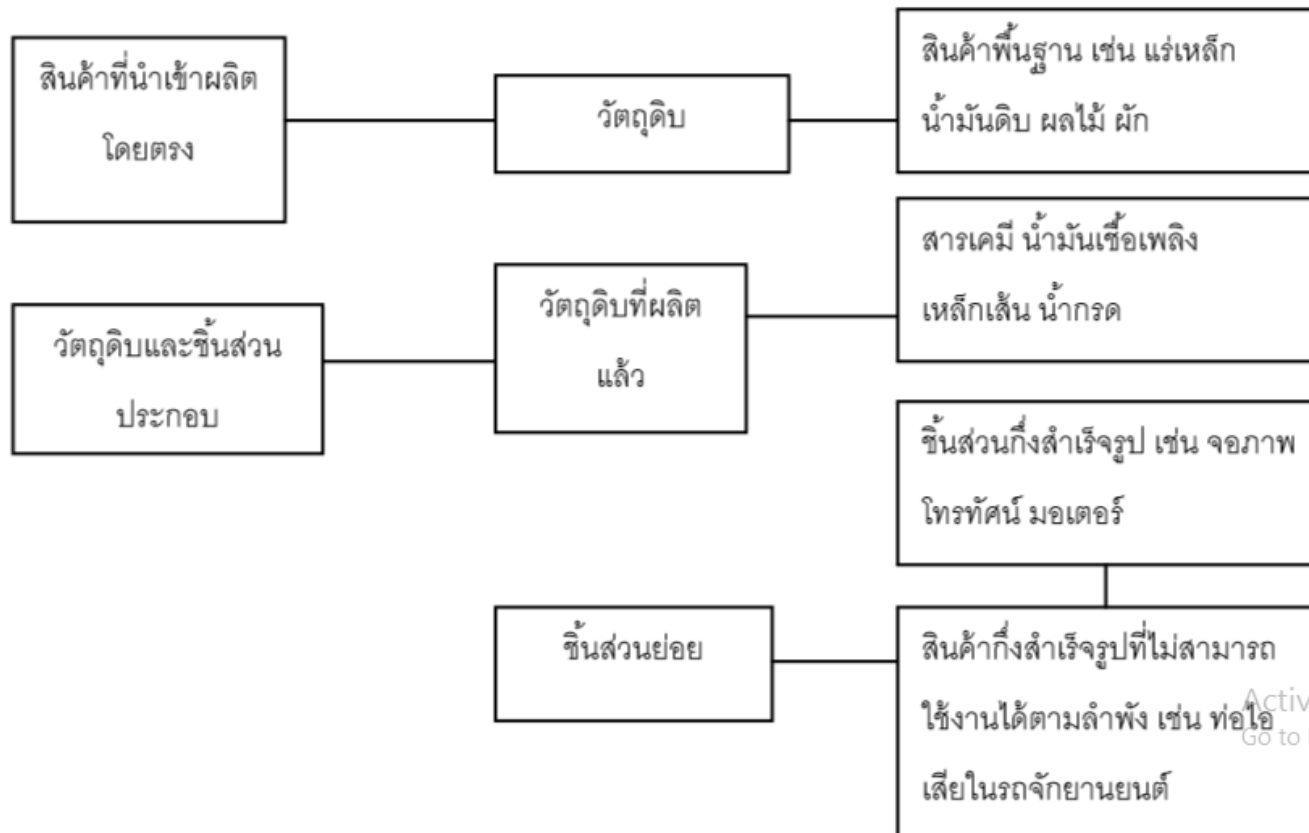 สินค้าที่นำเข้าผลิต
โดยตรง
วัตถุดิบ
สินค้าพื้นฐาน เช่น แร่เหล็ก
น้ำมันดิบ ผลไม้ ผัก
วัตถุดิบและชิ้นส่วน
ประกอบ
วัตถุดิบที่ผลิต
แล้ว
สารเคมี น้ำมันเชื้อเพลิง
เหล็กเส้น น้ำกรด
ชิ้นส่วนกึ่งสำเร็จรูป เช่น จอภาพ
โทรทัศน์ มอเตอร์
ชิ้นส่วนย่อย
สินค้ากึ่งสำเร็จรูปที่ไม่สามารถ
ใช้งานได้ตามลำพัง เช่น ท่อไอ
เสียในรถจักยานยนต์
Activ
Go to